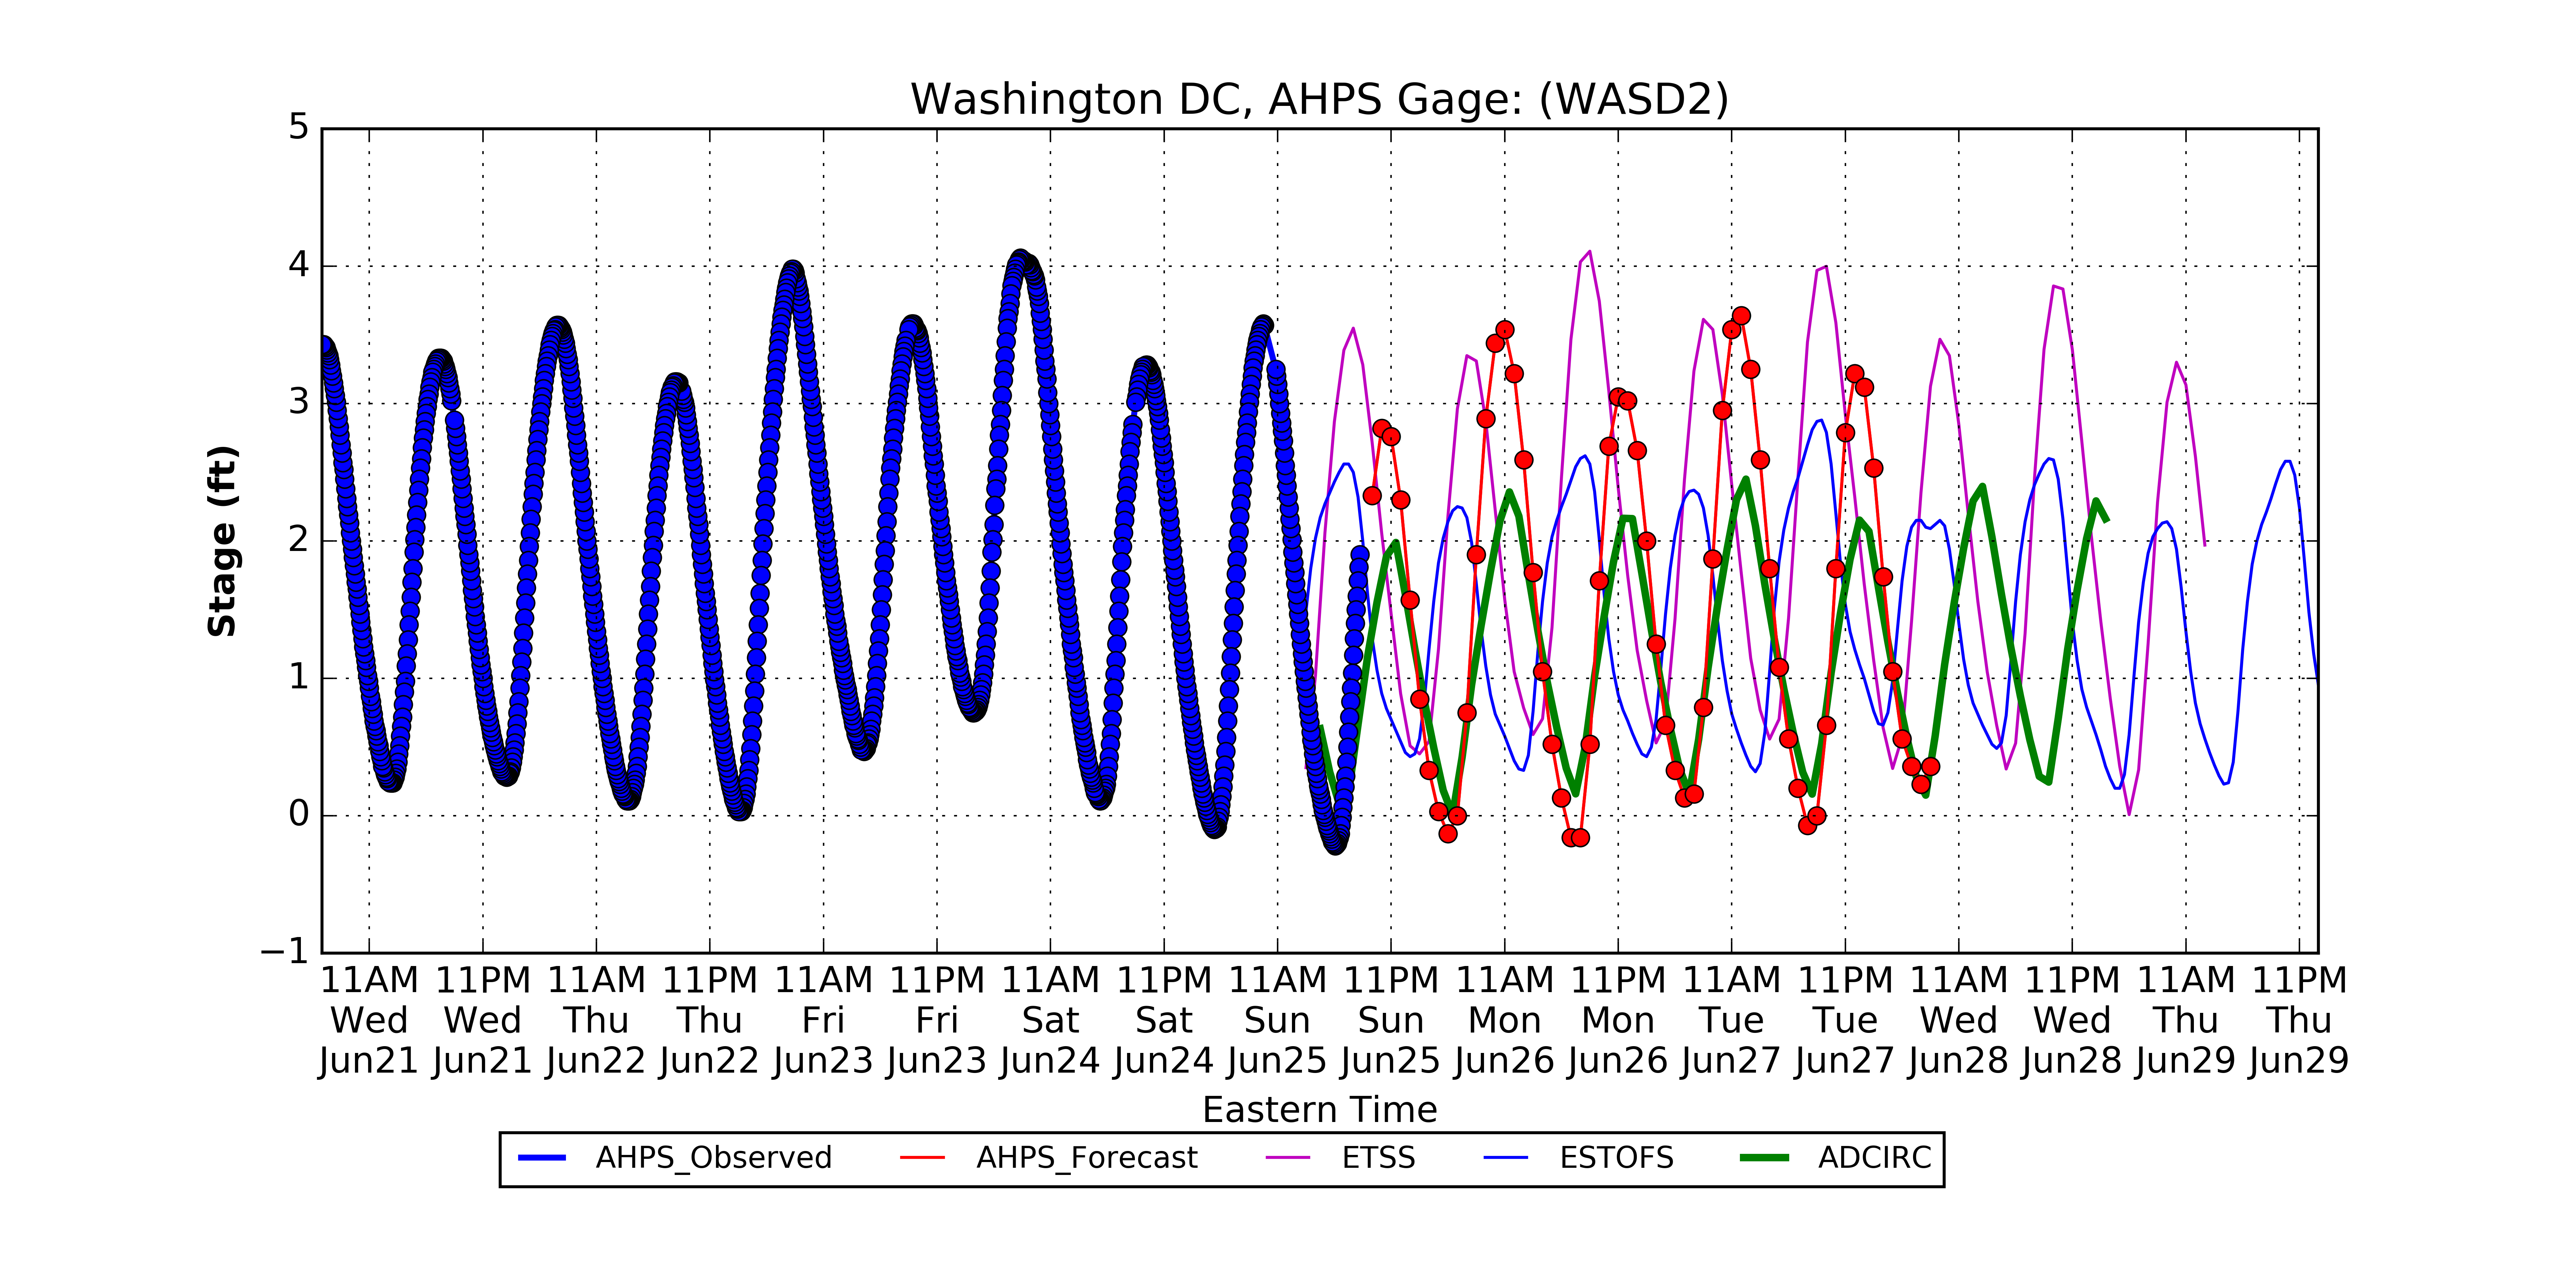 Washington DC, AHPS Gage: (WASD2)
5
4
3
2
1
0
−1
Stage (ft)
11AM 11PM 11AM 11PM 11AM 11PM 11AM 11PM 11AM 11PM 11AM 11PM 11AM 11PM 11AM 11PM 11AM 11PM
Wed Wed Thu Thu Fri Fri Sat Sat Sun Sun Mon Mon Tue Tue Wed Wed Thu Thu
Jun21 Jun21 Jun22 Jun22 Jun23 Jun23 Jun24 Jun24 Jun25 Jun25 Jun26 Jun26 Jun27 Jun27 Jun28 Jun28 Jun29 Jun29
Eastern Time
AHPS_Observed AHPS_Forecast ETSS ESTOFS ADCIRC